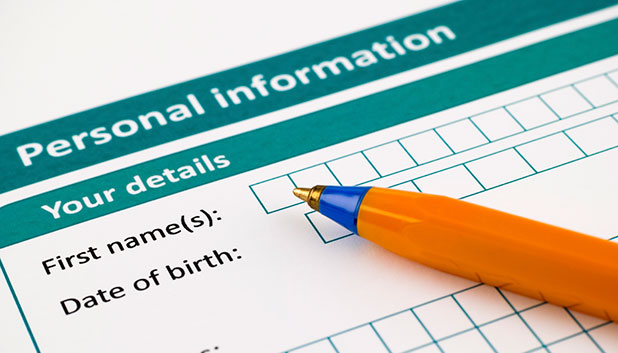 Personal information
Your details
First name(s):
Date of birth: